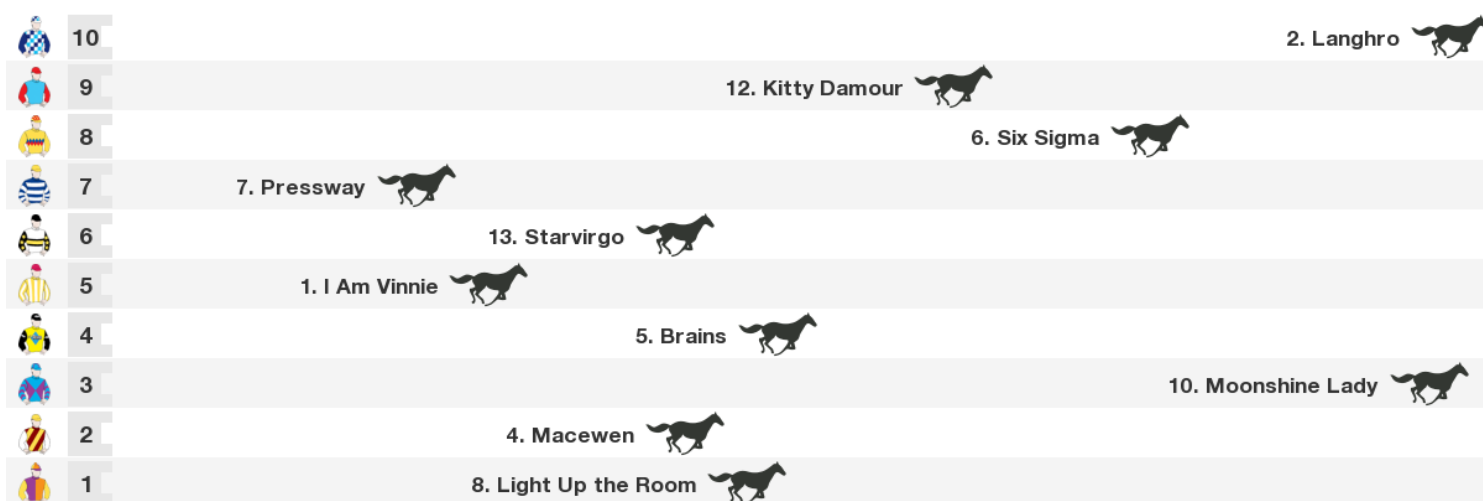 10 2. Langhro
9 12. Kitty Damour
8 6. Six Sigma
7 7. Pressway
6 13. Starvirgo
5 1. I Am Vinnie
4 5. Brains
3 10. Moonshine Lady
2 4. Macewen
1 8. Light Up the Room